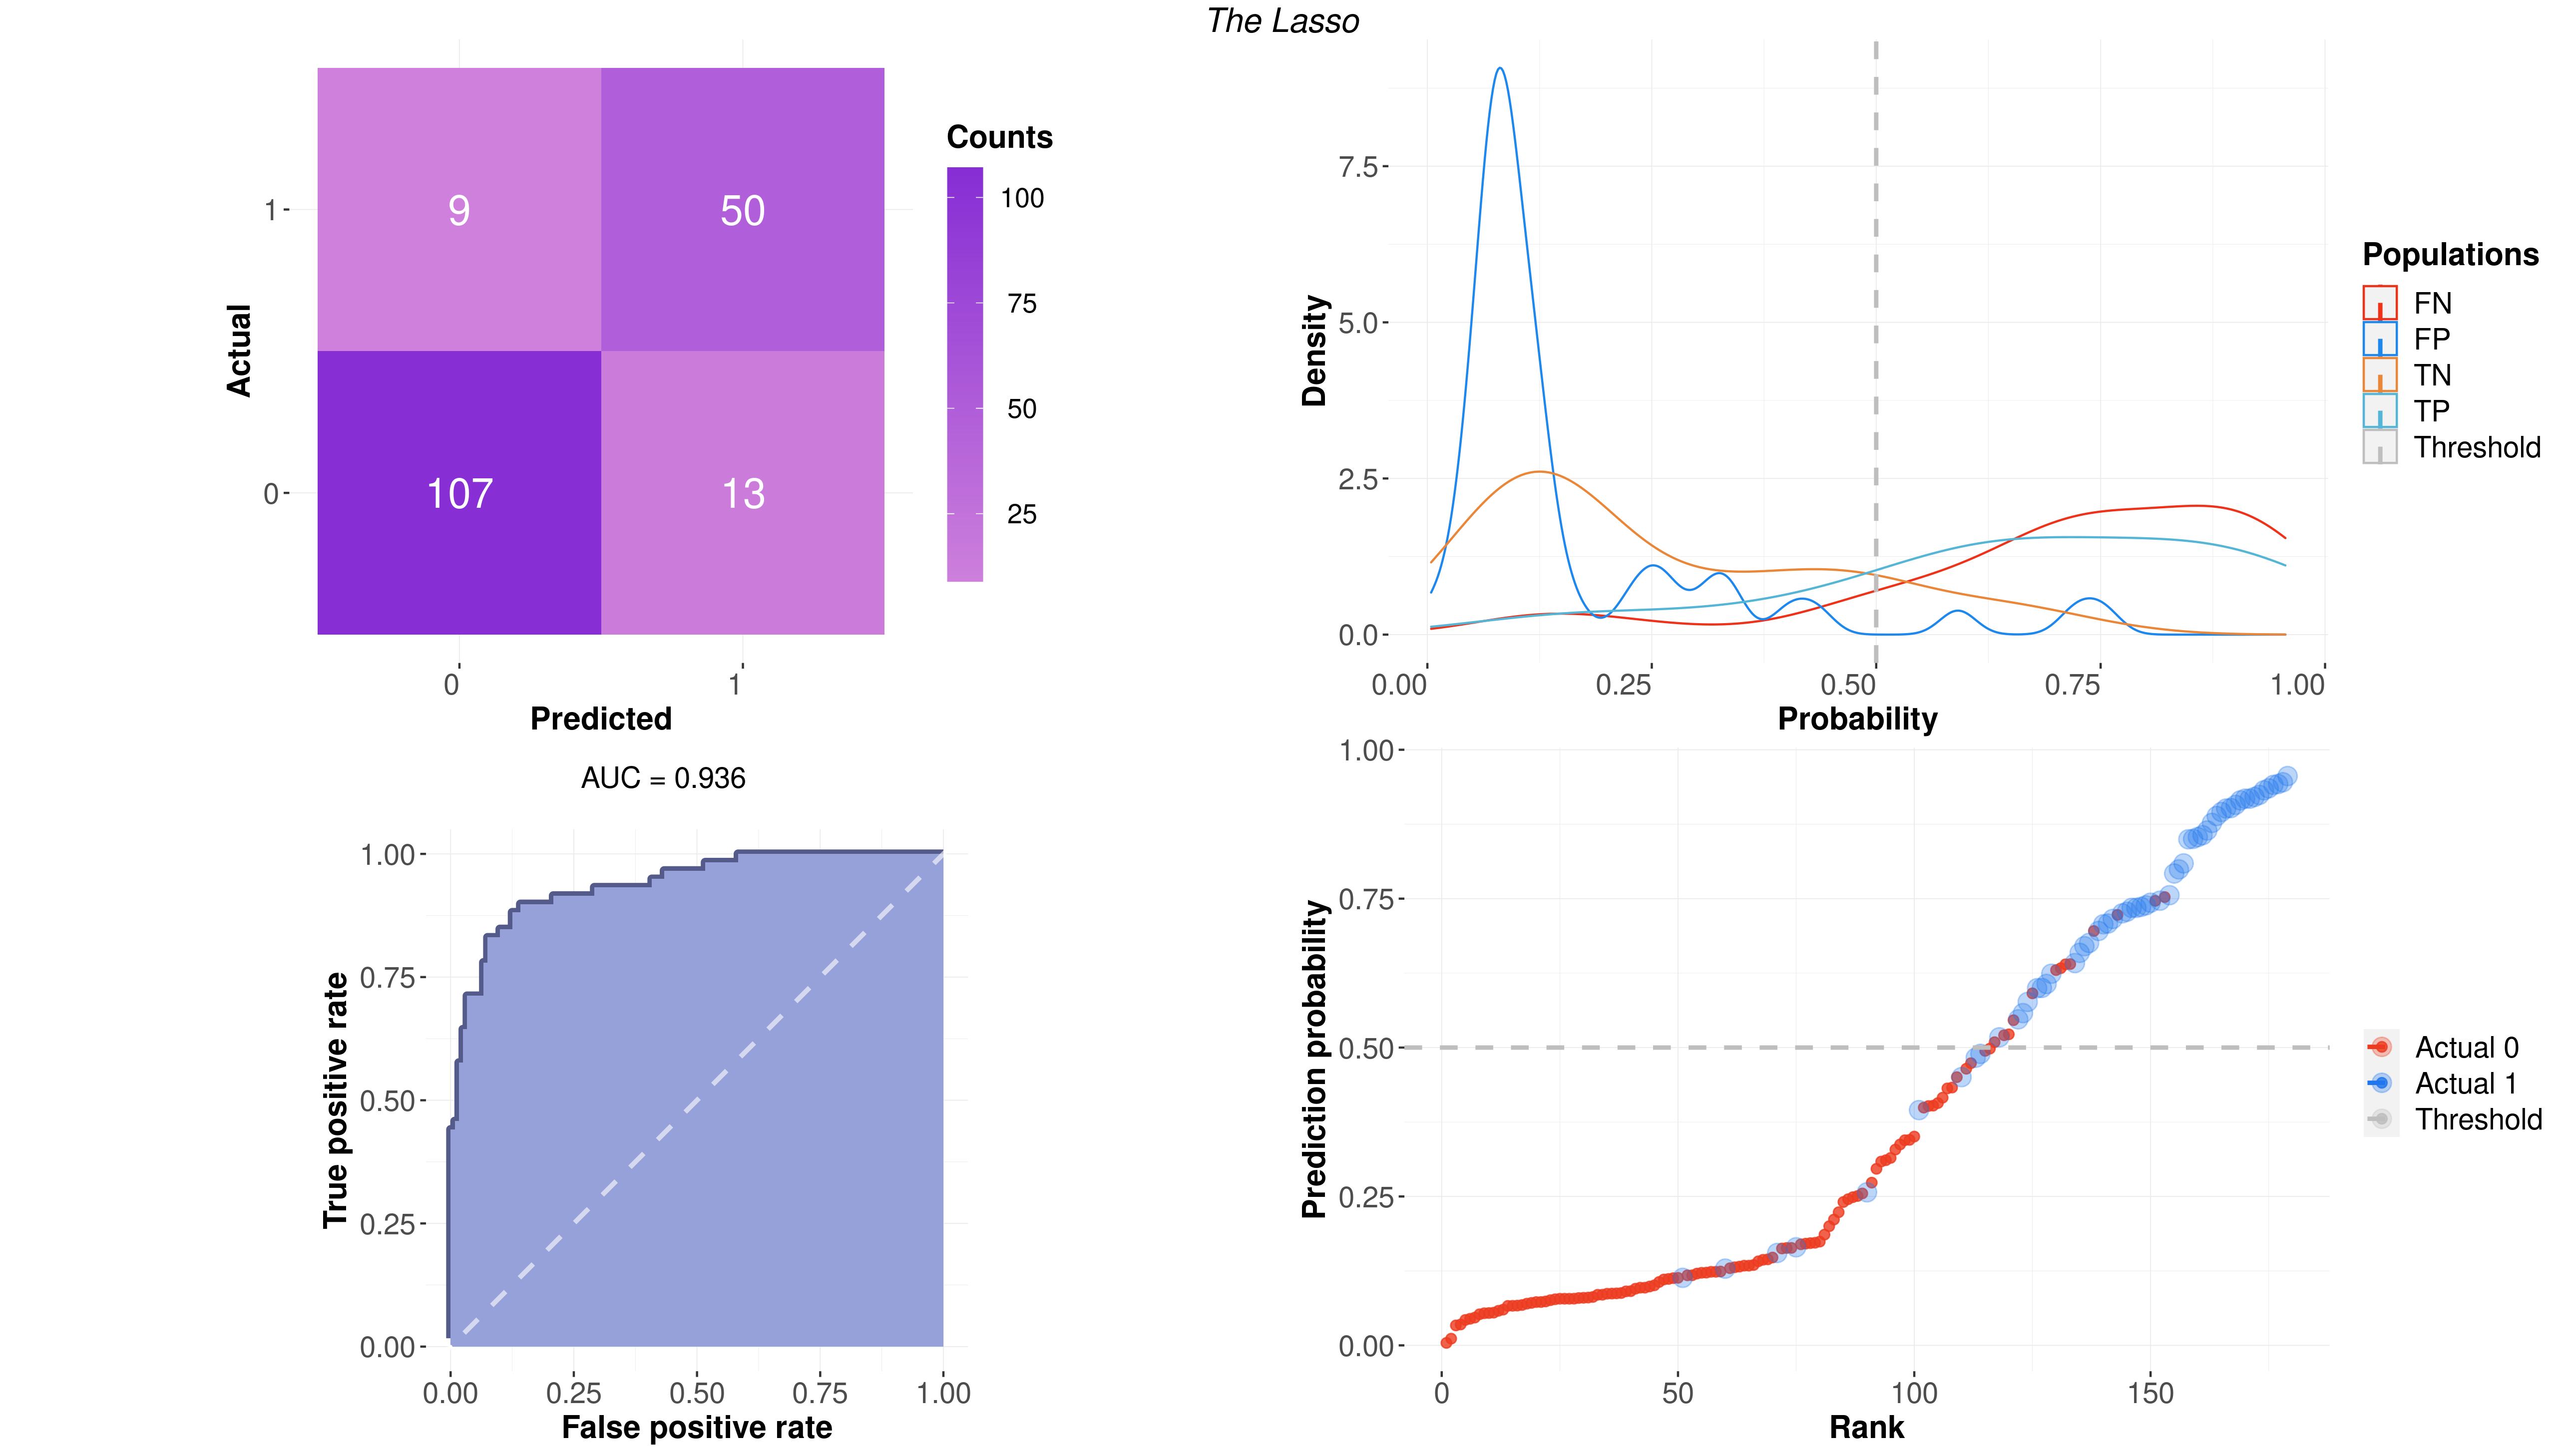 The Lasso
Actual
1
0
9
50
107
13
0
1
Predicted
Counts
100
75
50
25
Density
7.5
5.0
2.5
0.0
0.00
0.25
0.50
0.75
1.00
Probability
Populations
FN
FP
TN
TP
Threshold
AUC = 0.936
True positive rate
1.00
0.75
0.50
0.25
0.00
0.00
0.25
0.50
0.75
1.00
False positive rate
Prediction probability
1.00
0.75
0.50
0.25
0.00
0
50
100
150
Rank
Actual 0
Actual 1
Threshold